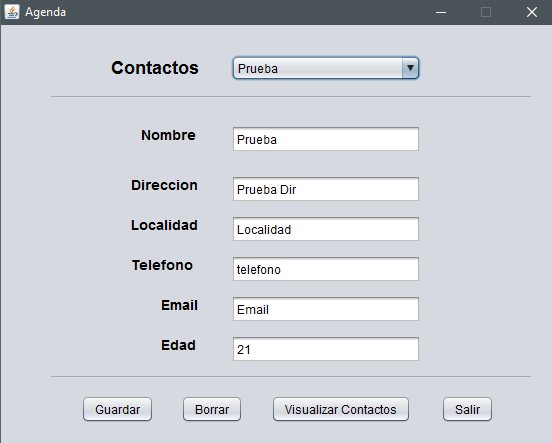 Agenda
Contactos Prueba
Nombre Prueba
Direccion Prueba Dir
Localidad Localidad
Telefono telefono
Email Email
Edad 21
Guardar Borrar Visualizar Contactos Salir